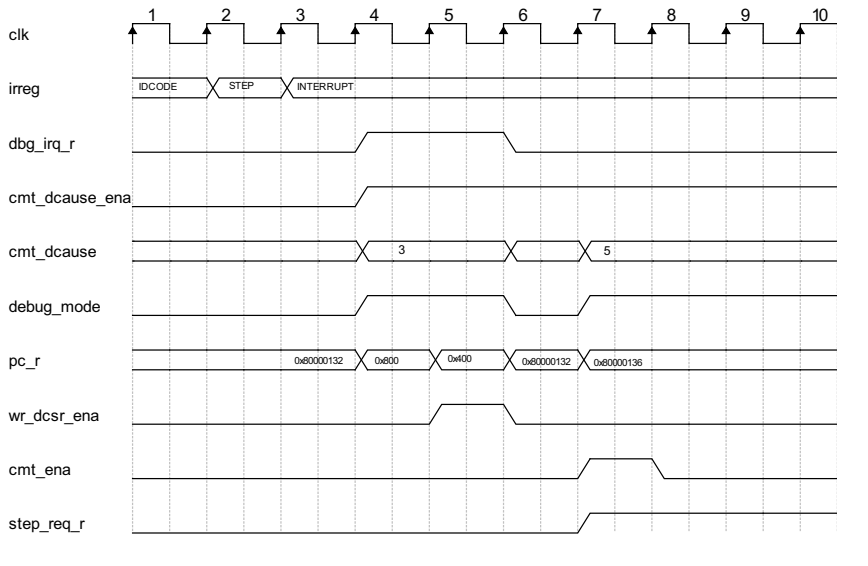 1 2 3 4 5 6 7 8 9 10
clk
irreg IDCODE STEP INTERRUPT
dbg_irq_r
cmt_dcause_ena
cmt_dcause 3 5
debug_mode
pc_r 0x80000132 0x800 0x400 0x80000132 0x80000136
wr_dcsr_ena
cmt_ena
step_req_r